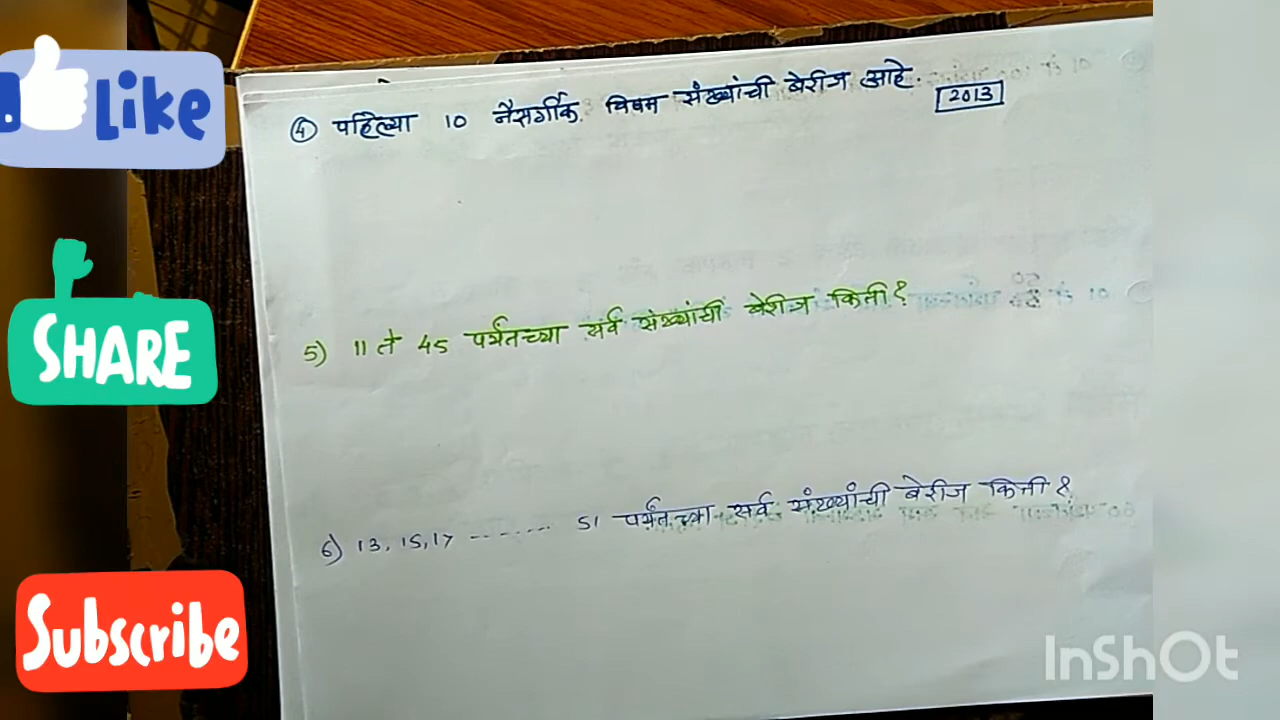 Like
④ पहिल्या 10 नैसर्गीक विषम संख्यांची बेरीज आहे.
2013
SHARE
5) 11 ते 45 पर्यंतच्या सर्व संख्यांची बेरीज किती?
6) 13, 15, 17 ------- 51 पर्यंतच्या सर्व संख्यांची बेरीज किती?
Subscribe
InShOt